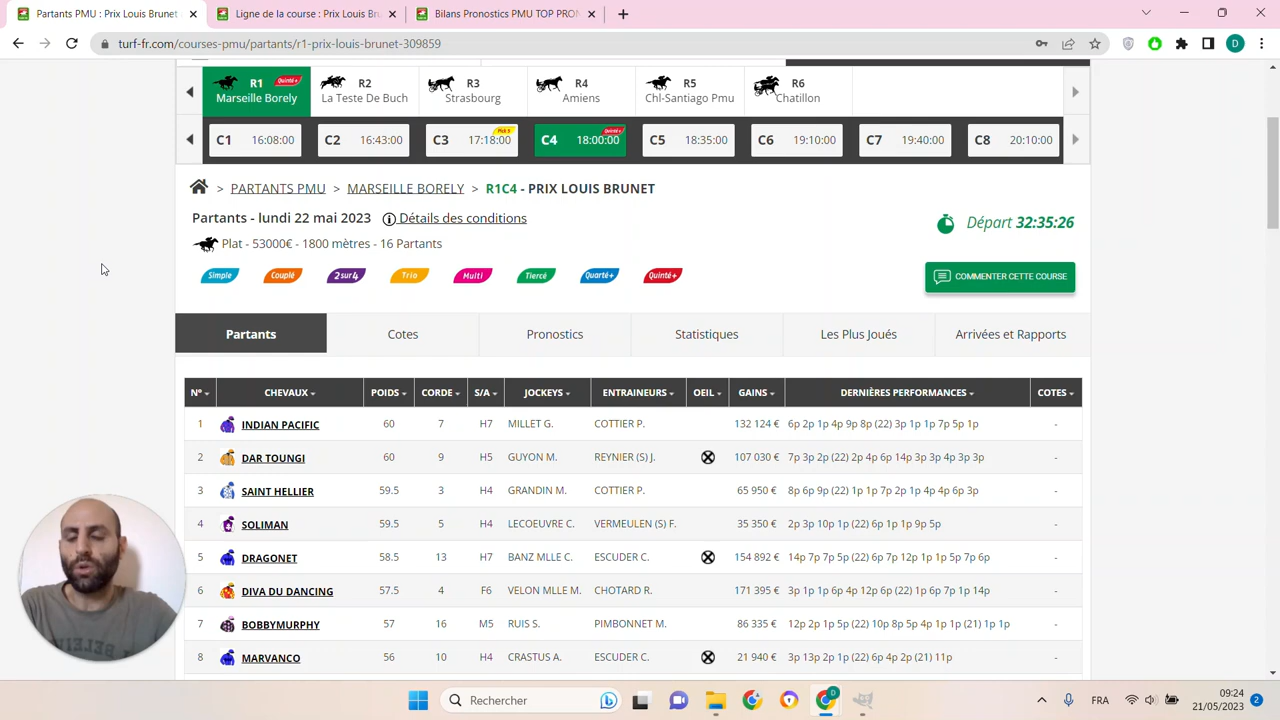 Partants PMU : Prix Louis Brunet
Ligne de la course : Prix Louis Br
Bilans Pronostics PMU TOP PRO
turf-fr.com/courses-pmu/partants/r1-prix-louis-brunet-309859
D
R1 Quinté+
Marseille Borely
R2
La Teste De Buch
R3
Strasbourg
R4
Amiens
R5
Chl-Santiago Pmu
R6
Chatillon
C1 16:08:00
C2 16:43:00
C3 17:18:00 Pick 5
C4 18:00:00 Quinté+
C5 18:35:00
C6 19:10:00
C7 19:40:00
C8 20:10:00
> PARTANTS PMU > MARSEILLE BORELY > R1C4 - PRIX LOUIS BRUNET
Partants - lundi 22 mai 2023 Détails des conditions
Départ 32:35:26
Plat - 53000€ - 1800 mètres - 16 Partants
Simple Couplé 2sur4 Trio Multi Tiercé Quarté+ Quinté+
COMMENTER CETTE COURSE
Partants Cotes Pronostics Statistiques Les Plus Joués Arrivées et Rapports
N° CHEVAUX POIDS CORDE S/A JOCKEYS ENTRAINEURS OEIL GAINS DERNIÈRES PERFORMANCES COTES
1 INDIAN PACIFIC 60 7 H7 MILLET G. COTTIER P. 132 124 € 6p 2p 1p 4p 9p 8p (22) 3p 1p 1p 7p 5p 1p -
2 DAR TOUNGI 60 9 H5 GUYON M. REYNIER (S) J. 107 030 € 7p 3p 2p (22) 2p 4p 6p 14p 3p 3p 4p 3p 3p -
3 SAINT HELLIER 59.5 3 H4 GRANDIN M. COTTIER P. 65 950 € 8p 6p 9p (22) 1p 1p 7p 2p 1p 4p 4p 6p 3p -
4 SOLIMAN 59.5 5 H4 LECOEUVRE C. VERMEULEN (S) F. 35 350 € 2p 3p 10p 1p (22) 6p 1p 1p 9p 5p -
5 DRAGONET 58.5 13 H7 BANZ MLLE C. ESCUDER C. 154 892 € 14p 7p 7p 5p (22) 6p 7p 12p 1p 1p 5p 7p 6p -
6 DIVA DU DANCING 57.5 4 F6 VELON MLLE M. CHOTARD R. 171 395 € 3p 1p 1p 6p 4p 12p 6p (22) 1p 6p 7p 1p 14p -
7 BOBBYMURPHY 57 16 M5 RUIS S. PIMBONNET M. 86 335 € 12p 2p 1p 5p (22) 10p 8p 5p 4p 1p 1p (21) 1p 1p -
8 MARVANCO 56 10 H4 CRASTUS A. ESCUDER C. 21 940 € 3p 13p 2p 1p (22) 6p 4p 2p (21) 11p -
Rechercher
FRA
09:24
21/05/2023
2